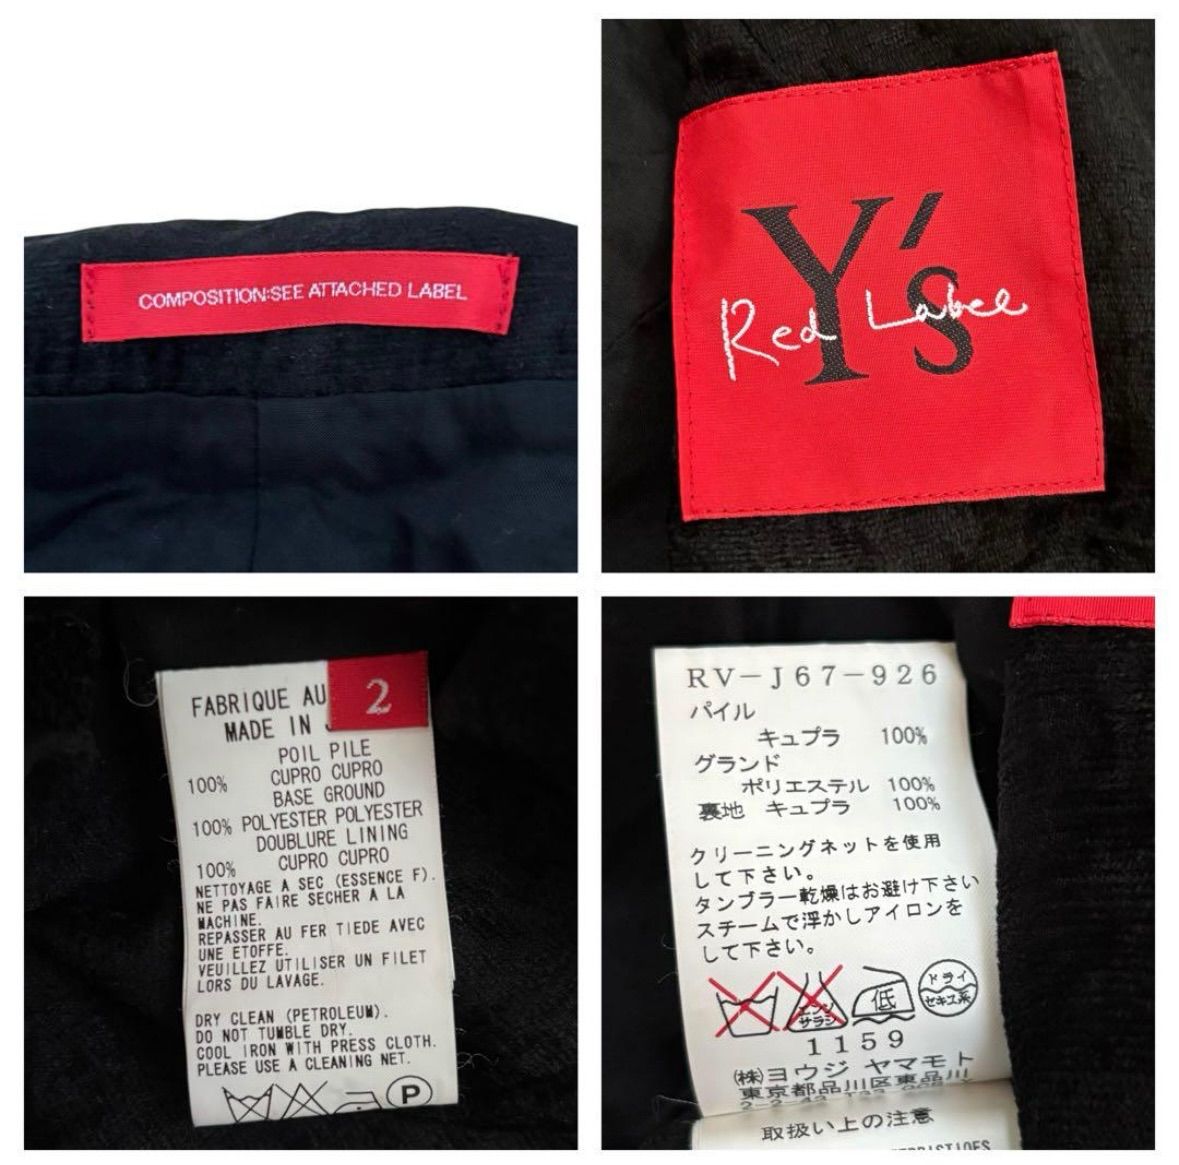 COMPOSITION:SEE ATTACHED LABEL
Y's
Red Label
FABRIQUE AU
2
MADE IN
POIL PILE
100% CUPRO CUPRO
BASE GROUND
100% POLYESTER POLYESTER
DOUBLURE LINING
100% CUPRO CUPRO
NETTOYAGE A SEC (ESSENCE F).
NE PAS FAIRE SECHER A LA
MACHINE.
REPASSER AU FER TIEDE AVEC
UNE ETOFFE.
VEUILLEZ UTILISER UN FILET
LORS DU LAVAGE.
DRY CLEAN (PETROLEUM).
DO NOT TUMBLE DRY.
COOL IRON WITH PRESS CLOTH.
PLEASE USE A CLEANING NET.
P
RV-J67-926
パイル
キュプラ 100%
グランド
ポリエステル 100%
裏地 キュプラ 100%
クリーニングネットを使用
して下さい。
タンブラー乾燥はお避け下さい
スチームで浮かしアイロンを
して下さい。
エンソ
サラシ
低
ドライ
セキユ系
1159
(株)ヨウジ ヤマモト
東京都品川区東品川
取扱い上の注意